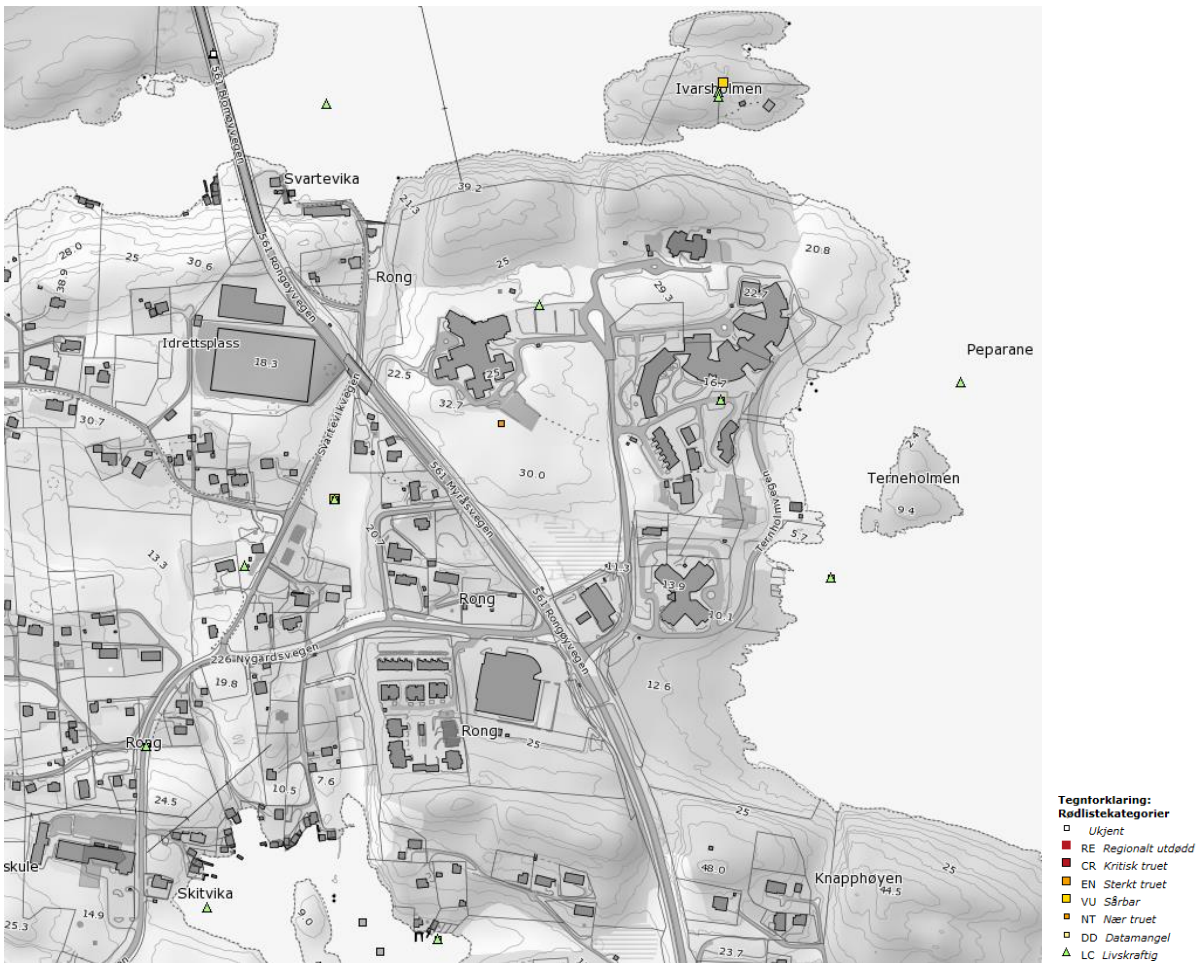 561 Blomøyvegen
Ivarsholmen
Svartevika
39.2
21.3
561 Rongøyvegen
28.0
25
30.6
38.9
Rong
25
20.8
29.3
22.7
Idrettsplass
18.3
22.5
25
32.7
16.7
Peparane
30.7
Svartevikvegen
30.0
561 Myråsvegen
Ternholmvegen
2.4
Terneholmen
9.4
20.7
5.7
13.3
11.3
13.9
Rong
10.1
561 Rongøyvegen
226 Nygardsvegen
19.8
12.6
Rong
Rong
25
7.6
10.5
24.5
25
skule
48.0
Knapphøyen
25
44.5
Skitvika
14.9
9.0
25.3
23.7
Tegnforklaring:
Rødlistekategorier
Ukjent
RE Regionalt utdødd
CR Kritisk truet
EN Sterkt truet
VU Sårbar
NT Nær truet
DD Datamangel
LC Livskraftig